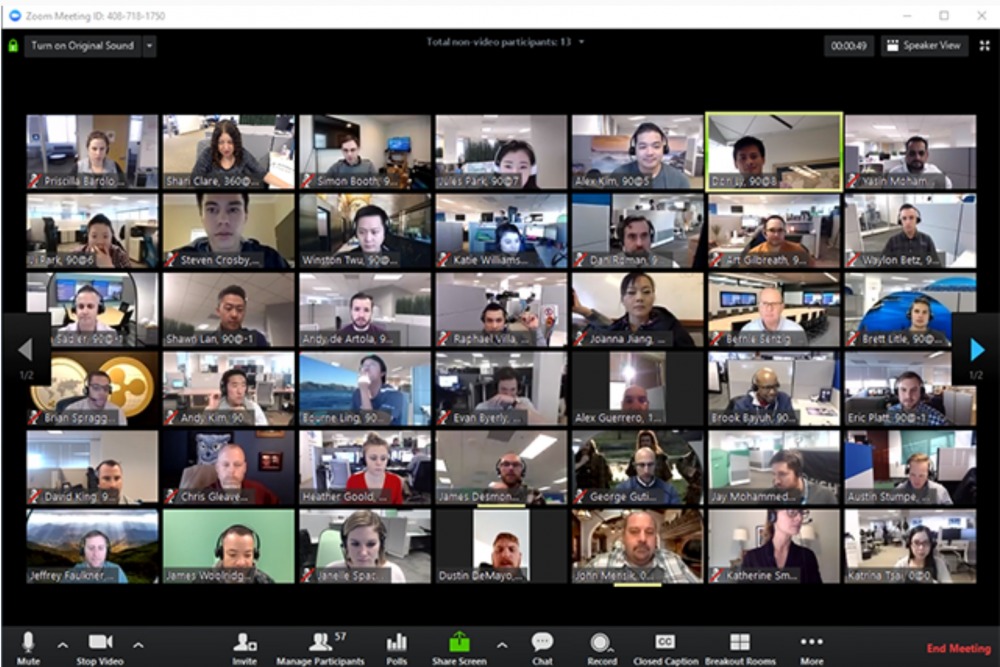 Zoom Meeting ID: 408-718-1750
Turn on Original Sound
Total non-video participants: 13
00:00:49
Speaker View
Priscilla Barolo,...
Shari Clare, 360@...
Simon Booth, 9...
Jules Park, 90@7
Alex Kim, 90@5
Don Ly, 90@8
Yasin Moham...
Park, 90@6
Steven Crosby,...
Winston Twu, 90@...
Katie Williams...
Dan Roman, 9
Art Gilbreath, 9...
Waylon Betz, 9...
Sadler, 90@-1
Shawn Lan, 90@-1
Andy de Artola, 9...
Raphael Villa, ...
Joanna Jiang, ...
Bernie Senzig
Brett Litle, 90@...
1/2
1/2
Brian Spragg...
Andy Kim, 90
Bourne Ling, 90
Evan Byerly, ...
Alex Guerrero, 1...
Brook Bayuh, 90...
Eric Platt, 90@-1
David King, 9...
Chris Gleave...
Heather Goold, ...
James Desmon...
George Guti...
Jay Mohammed...
Austin Stumpe, ...
Jeffrey Faulkner,...
James Woolridg...
Janelle Spac...
Dustin DeMayo,...
John Mensik, 0...
Katherine Sm...
Katrina Tsai, 0@0
57
Mute
Stop Video
Invite
Manage Participants
Polls
Share Screen
Chat
Record
CC
Closed Caption
Breakout Rooms
More
End Meeting